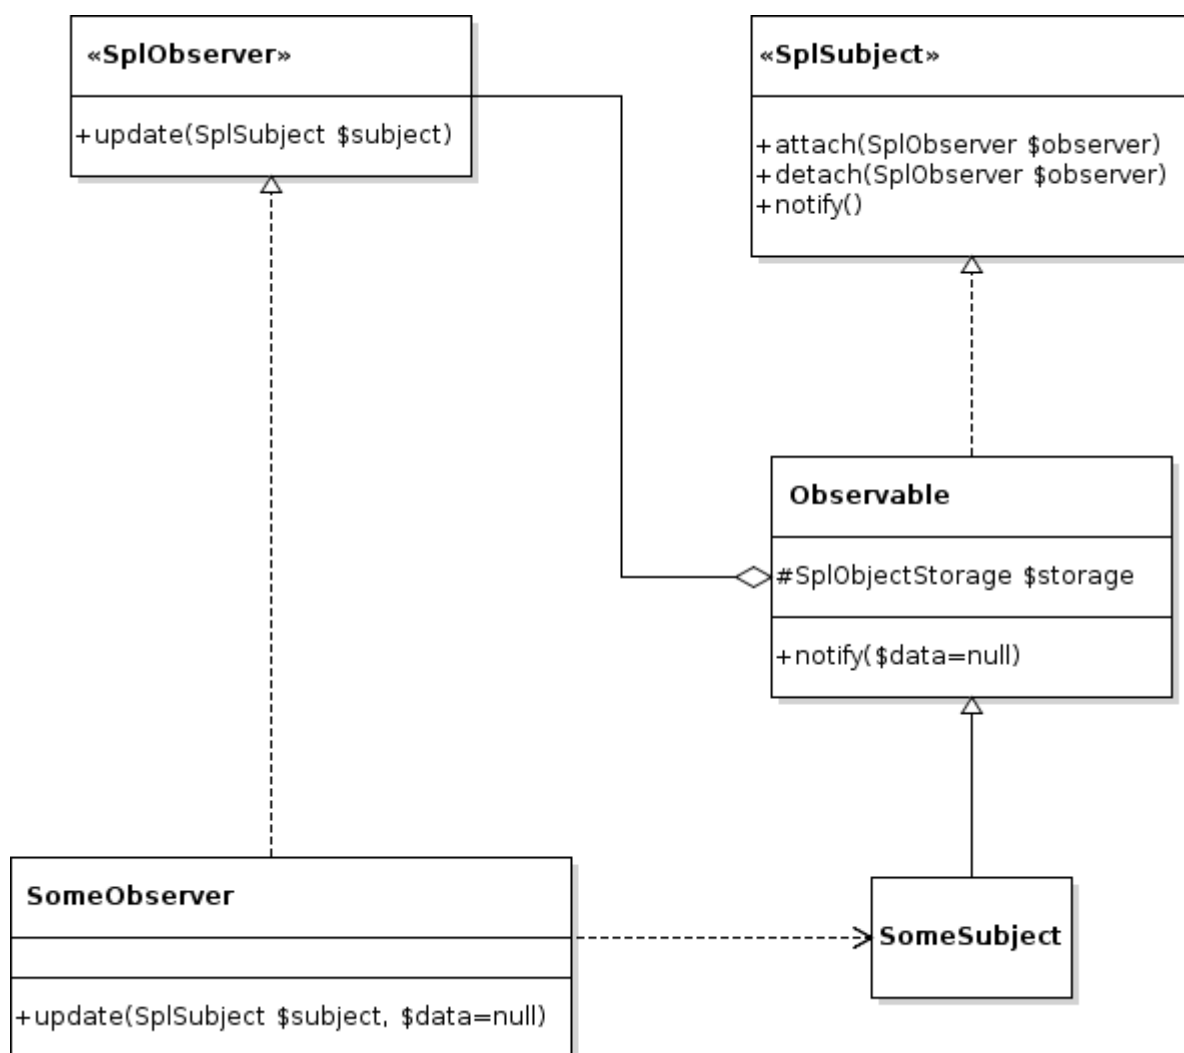 «SplObserver»
+update(SplSubject $subject)
«SplSubject»
+attach(SplObserver $observer)
+detach(SplObserver $observer)
+notify()
Observable
#SplObjectStorage $storage
+notify($data=null)
SomeObserver
+update(SplSubject $subject, $data=null)
SomeSubject